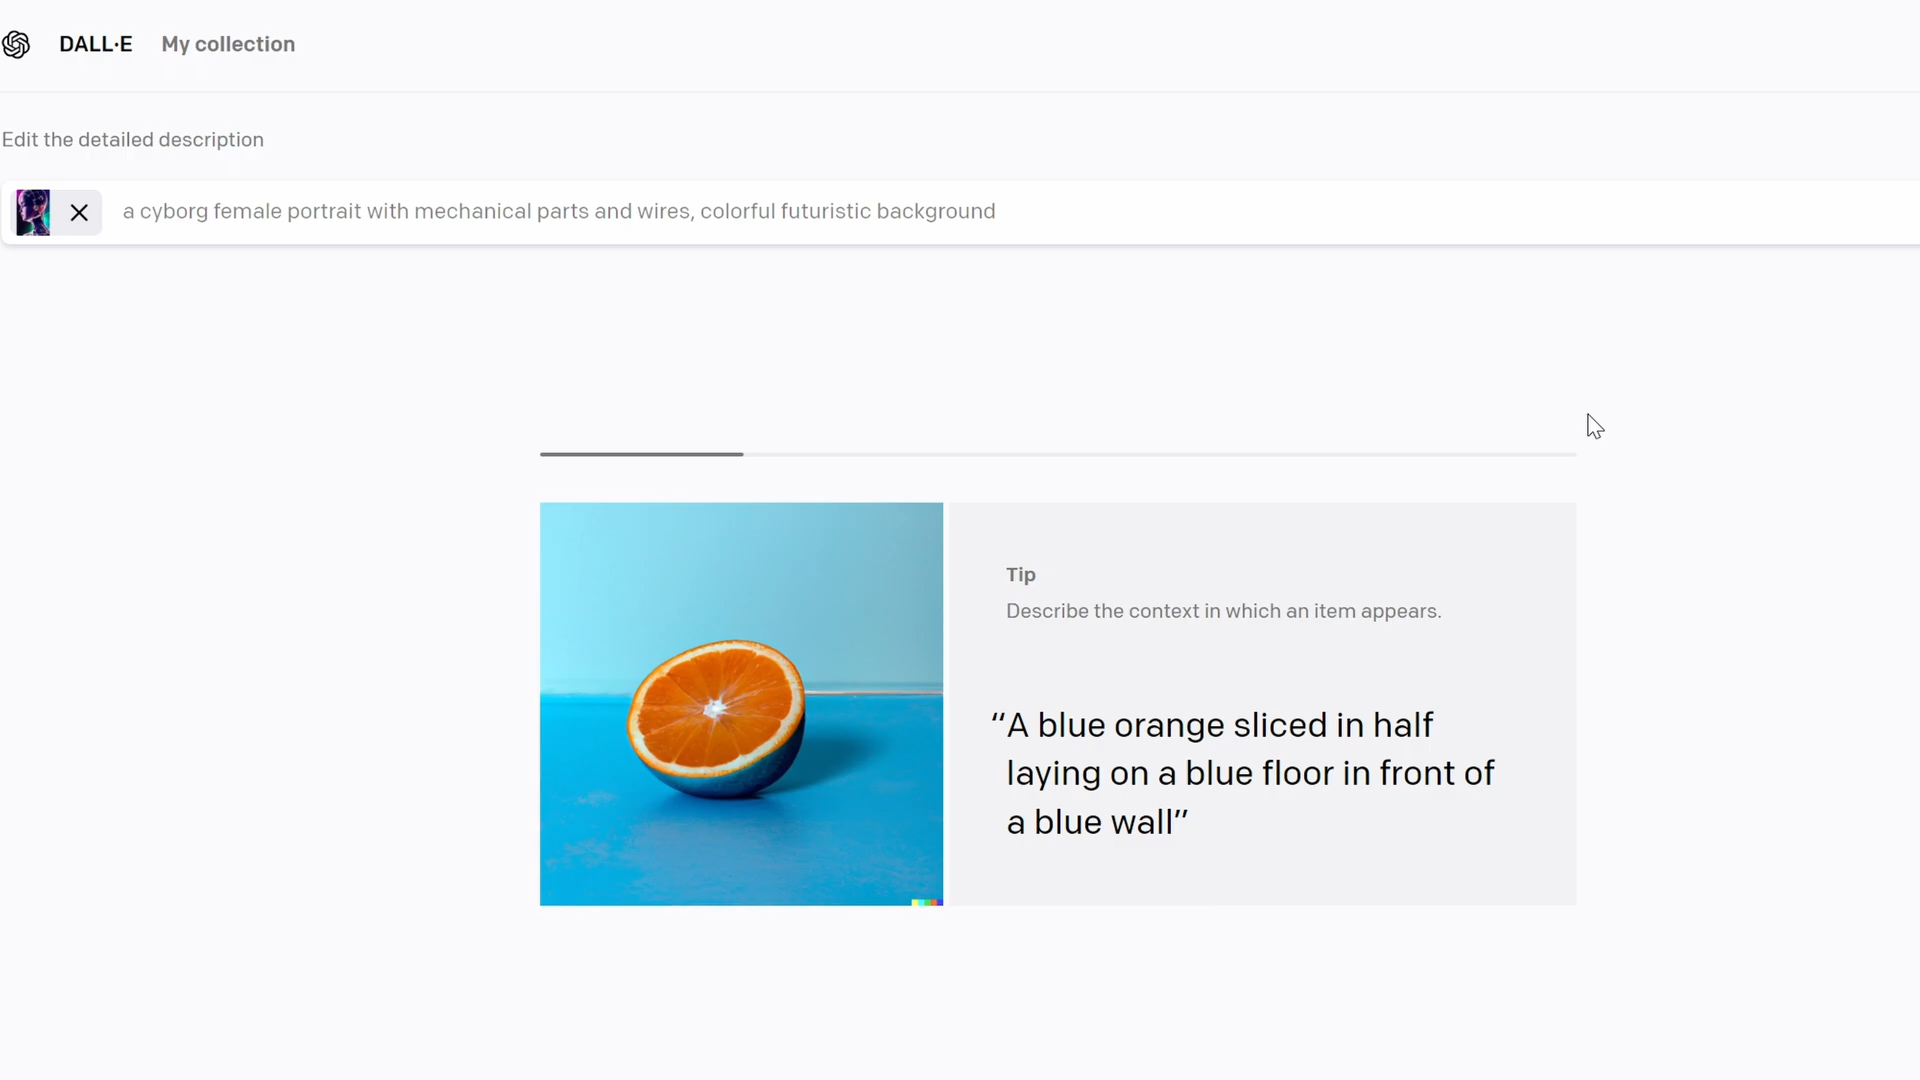 DALL·E My collection
Edit the detailed description
a cyborg female portrait with mechanical parts and wires, colorful futuristic background
Tip
Describe the context in which an item appears.
“A blue orange sliced in half
laying on a blue floor in front of
a blue wall”